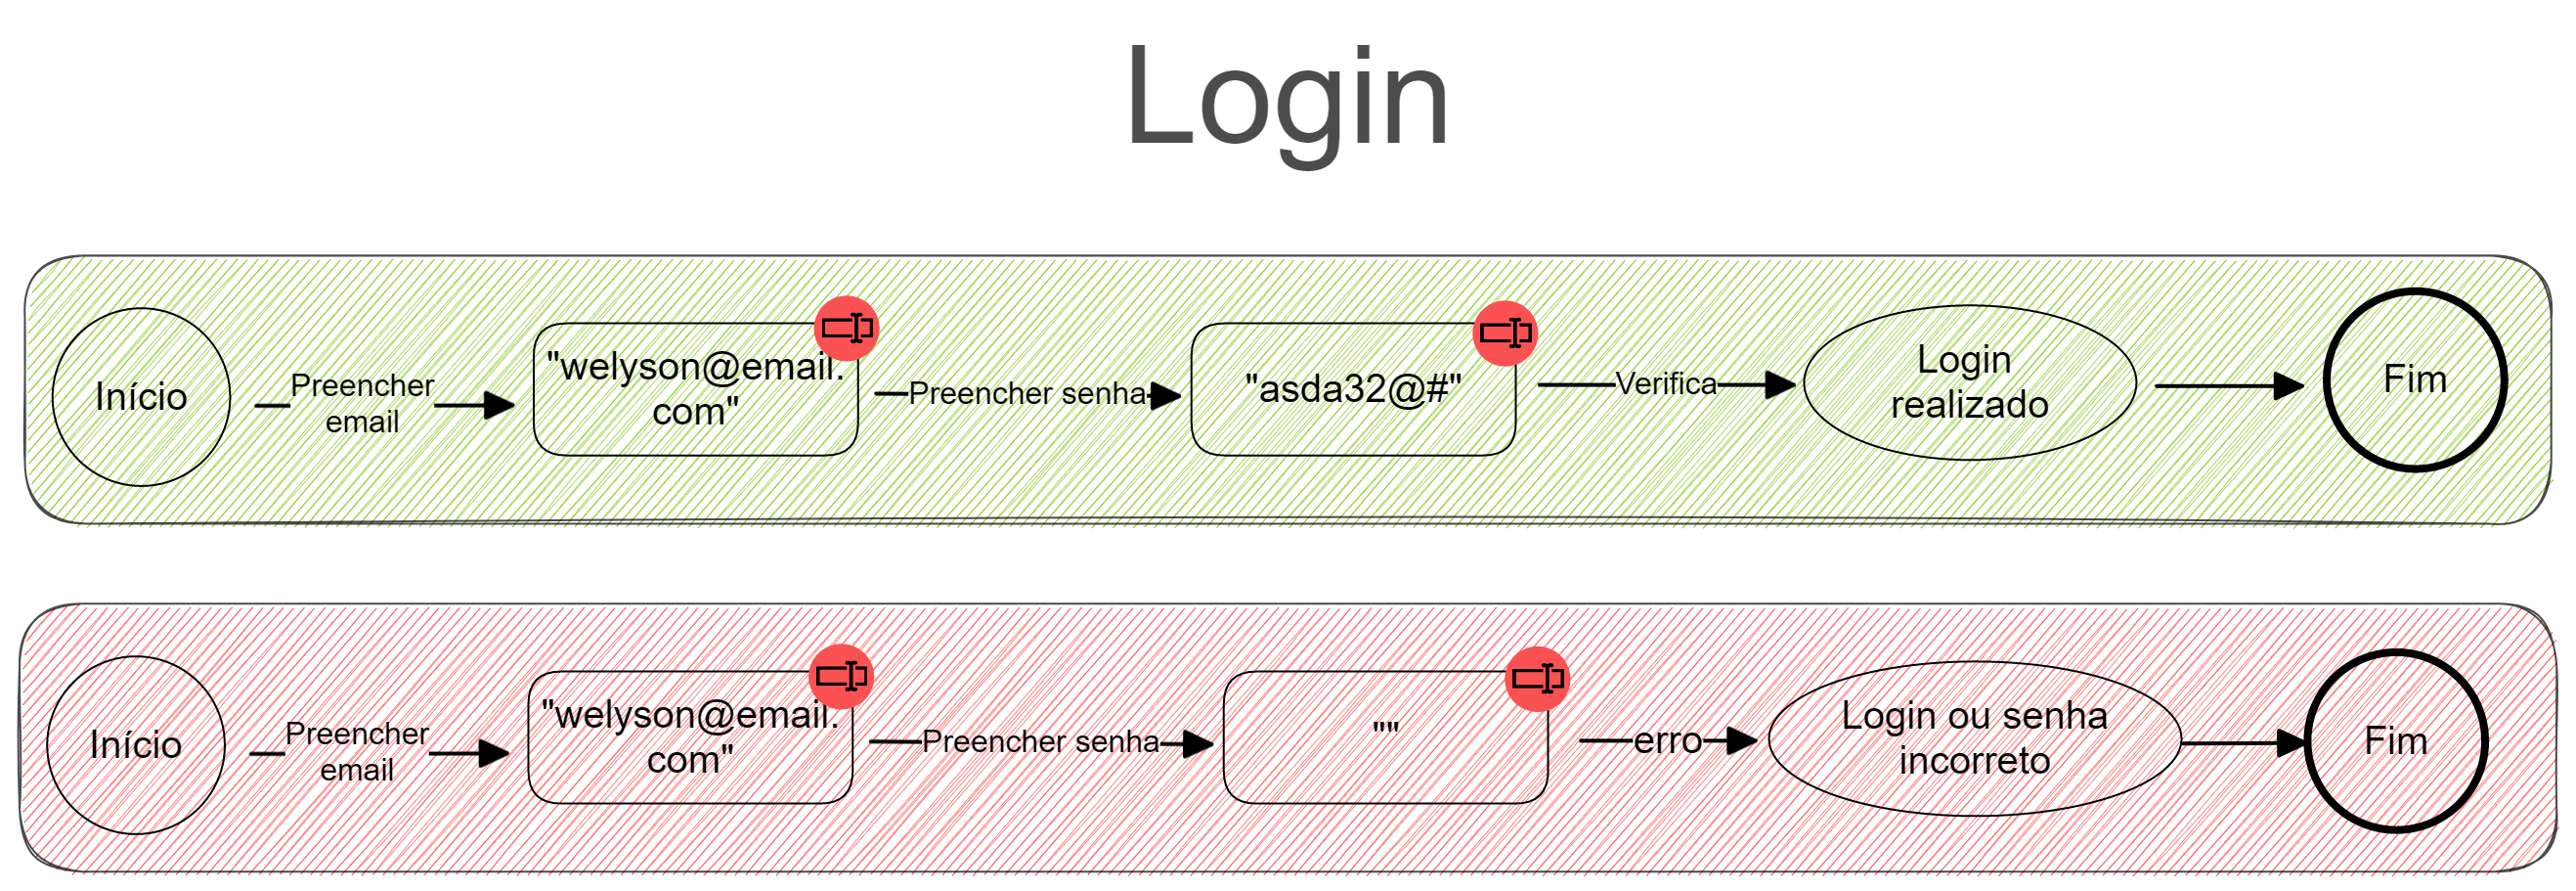 Login
Início
Preencher
email
"welyson@email.
com"
Preencher senha
"asda32@#"
Verifica
Login
realizado
Fim
Início
Preencher
email
"welyson@email.
com"
Preencher senha
""
erro
Login ou senha
incorreto
Fim